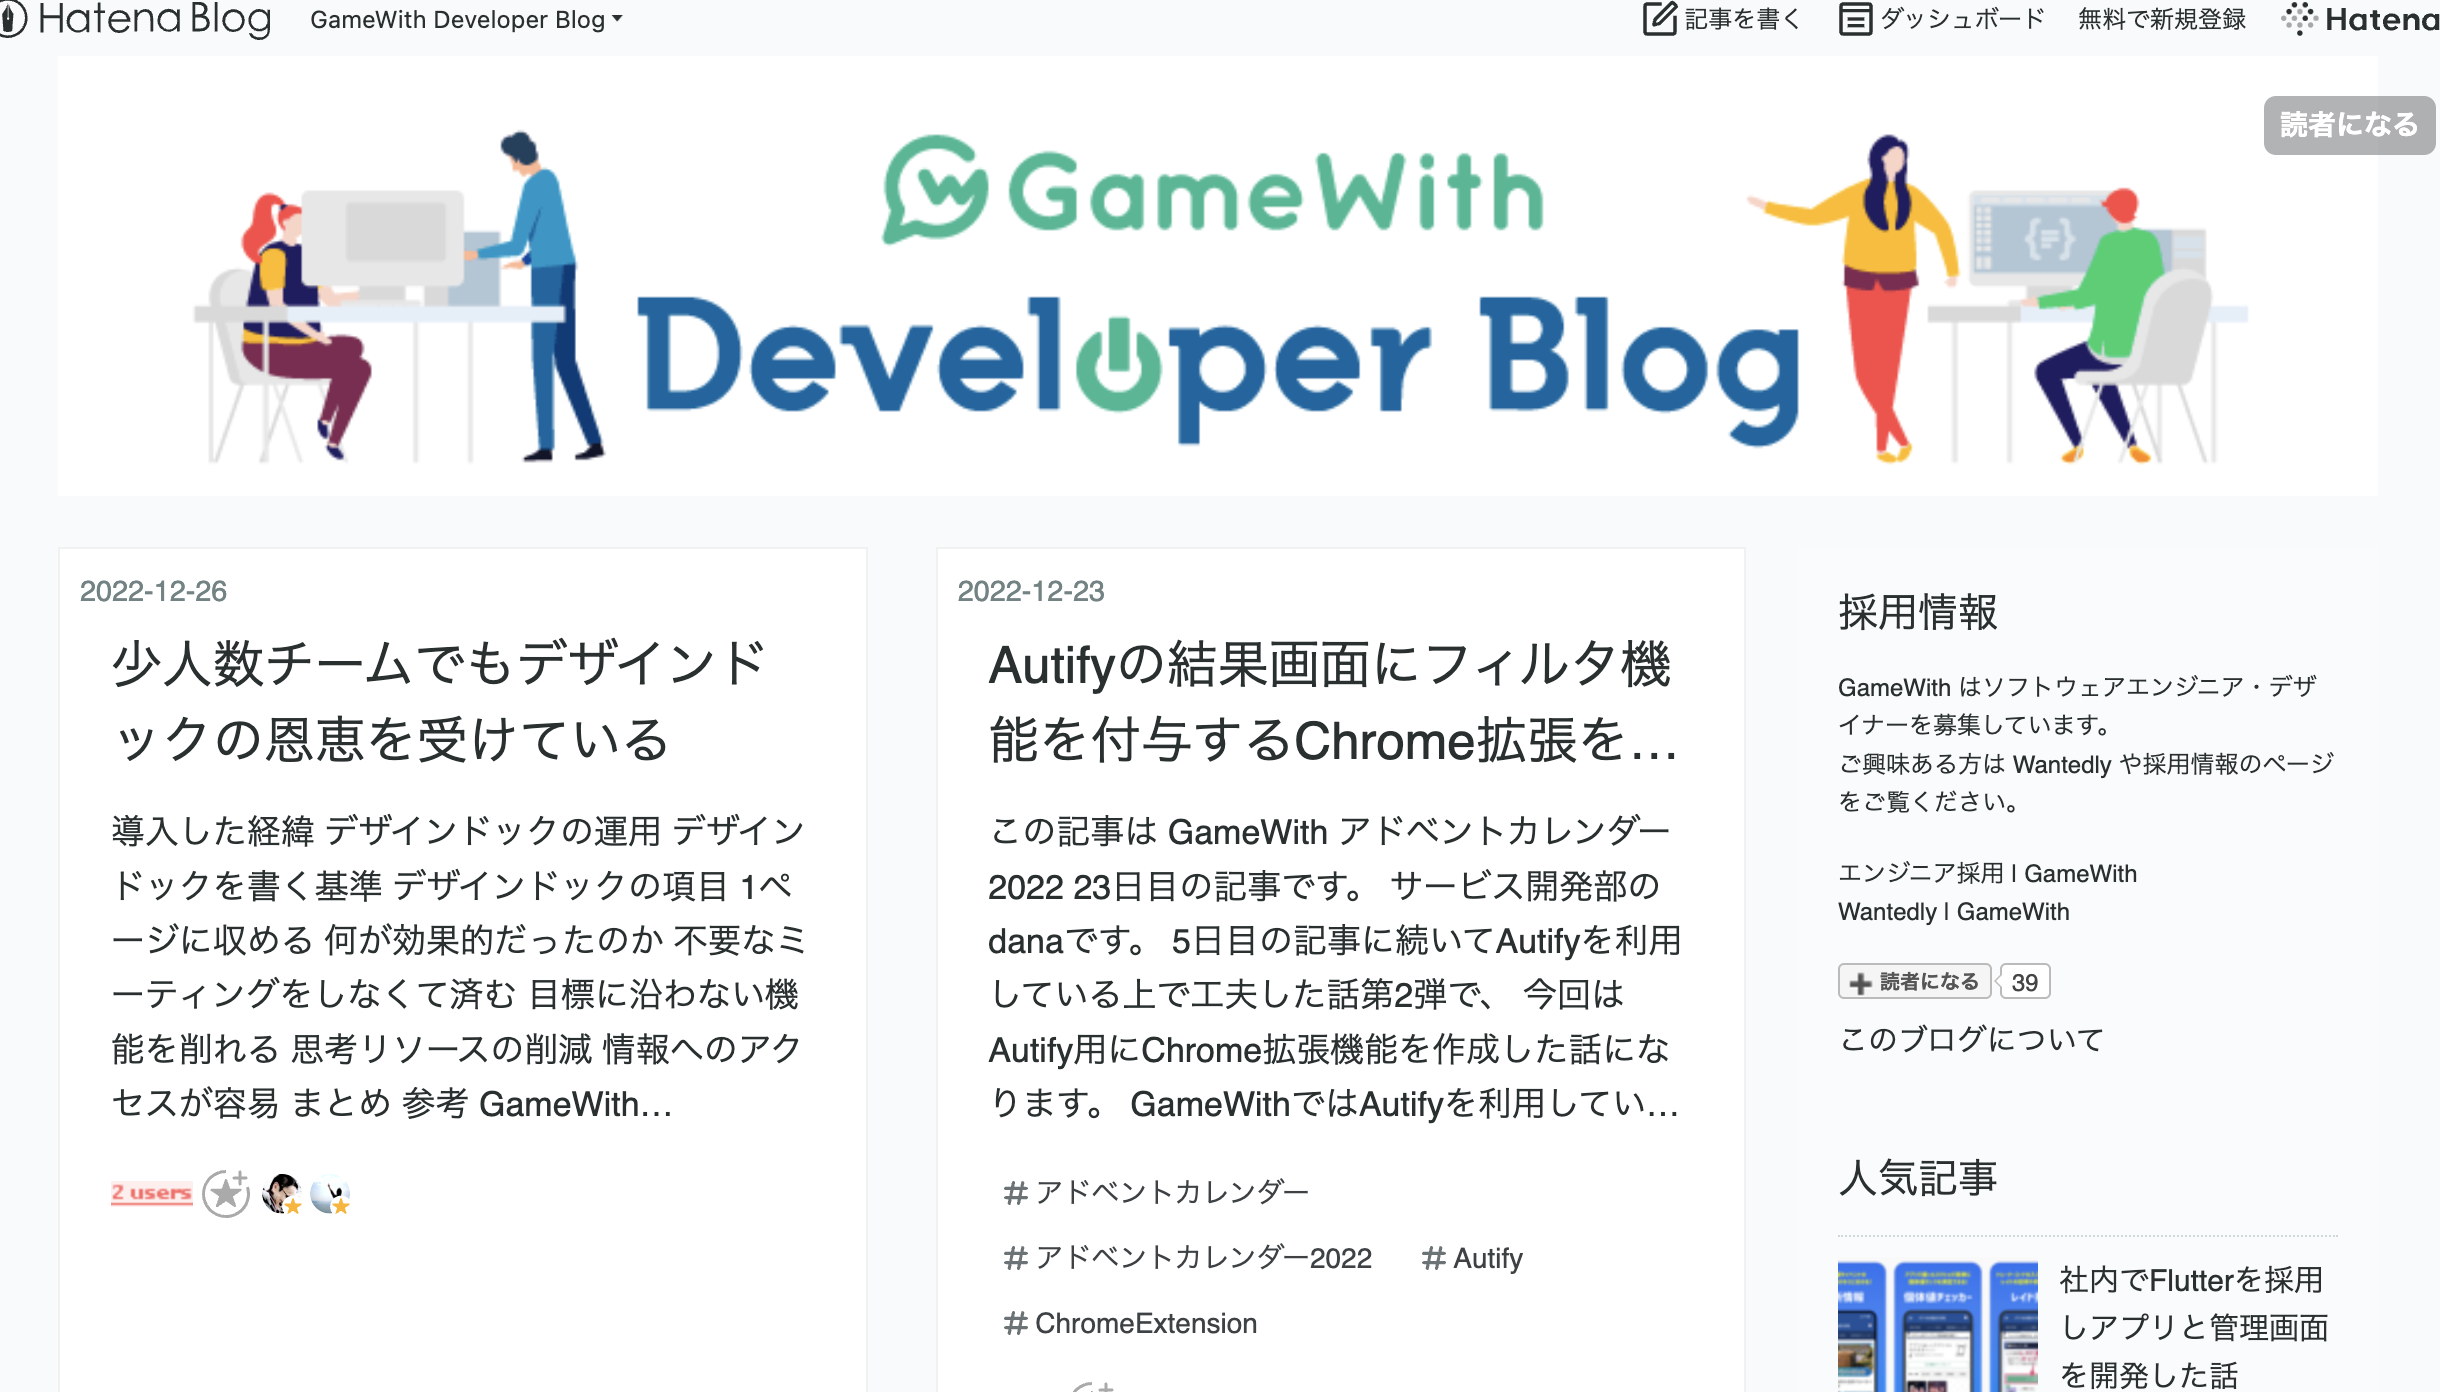 Hatena Blog
GameWith Developer Blog
記事を書く
ダッシュボード
無料で新規登録
Hatena
読者になる
GameWith
Developer Blog
2022-12-26
少人数チームでもデザインド
ックの恩恵を受けている
導入した経緯 デザインドックの運用 デザイン
ドックを書く基準 デザインドックの項目 1ペ
ージに収める 何が効果的だったのか 不要なミ
ーティングをしなくて済む 目標に沿わない機
能を削れる 思考リソースの削減 情報へのアク
セスが容易 まとめ 参考 GameWith…
2 users
2022-12-23
Autifyの結果画面にフィルタ機
能を付与するChrome拡張を…
この記事は GameWith アドベントカレンダー
2022 23日目の記事です。 サービス開発部の
danaです。 5日目の記事に続いてAutifyを利用
している上で工夫した話第2弾で、 今回は
Autify用にChrome拡張機能を作成した話にな
ります。 GameWithではAutifyを利用してい…
# アドベントカレンダー
# アドベントカレンダー2022
# Autify
# ChromeExtension
採用情報
GameWith はソフトウェアエンジニア・デザ
イナーを募集しています。
ご興味ある方は Wantedly や採用情報のページ
をご覧ください。
エンジニア採用 | GameWith
Wantedly | GameWith
読者になる
39
このブログについて
人気記事
個体値チェッカー
社内でFlutterを採用
しアプリと管理画面
を開発した話